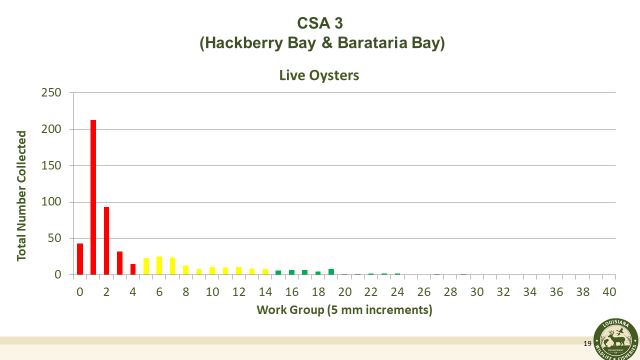 CSA 3
(Hackberry Bay & Barataria Bay)
Live Oysters
Total Number Collected
250
200
150
100
50
0
0 2 4 6 8 10 12 14 16 18 20 22 24 26 28 30 32 34 36 38 40
Work Group (5 mm increments)
19
LOUISIANA